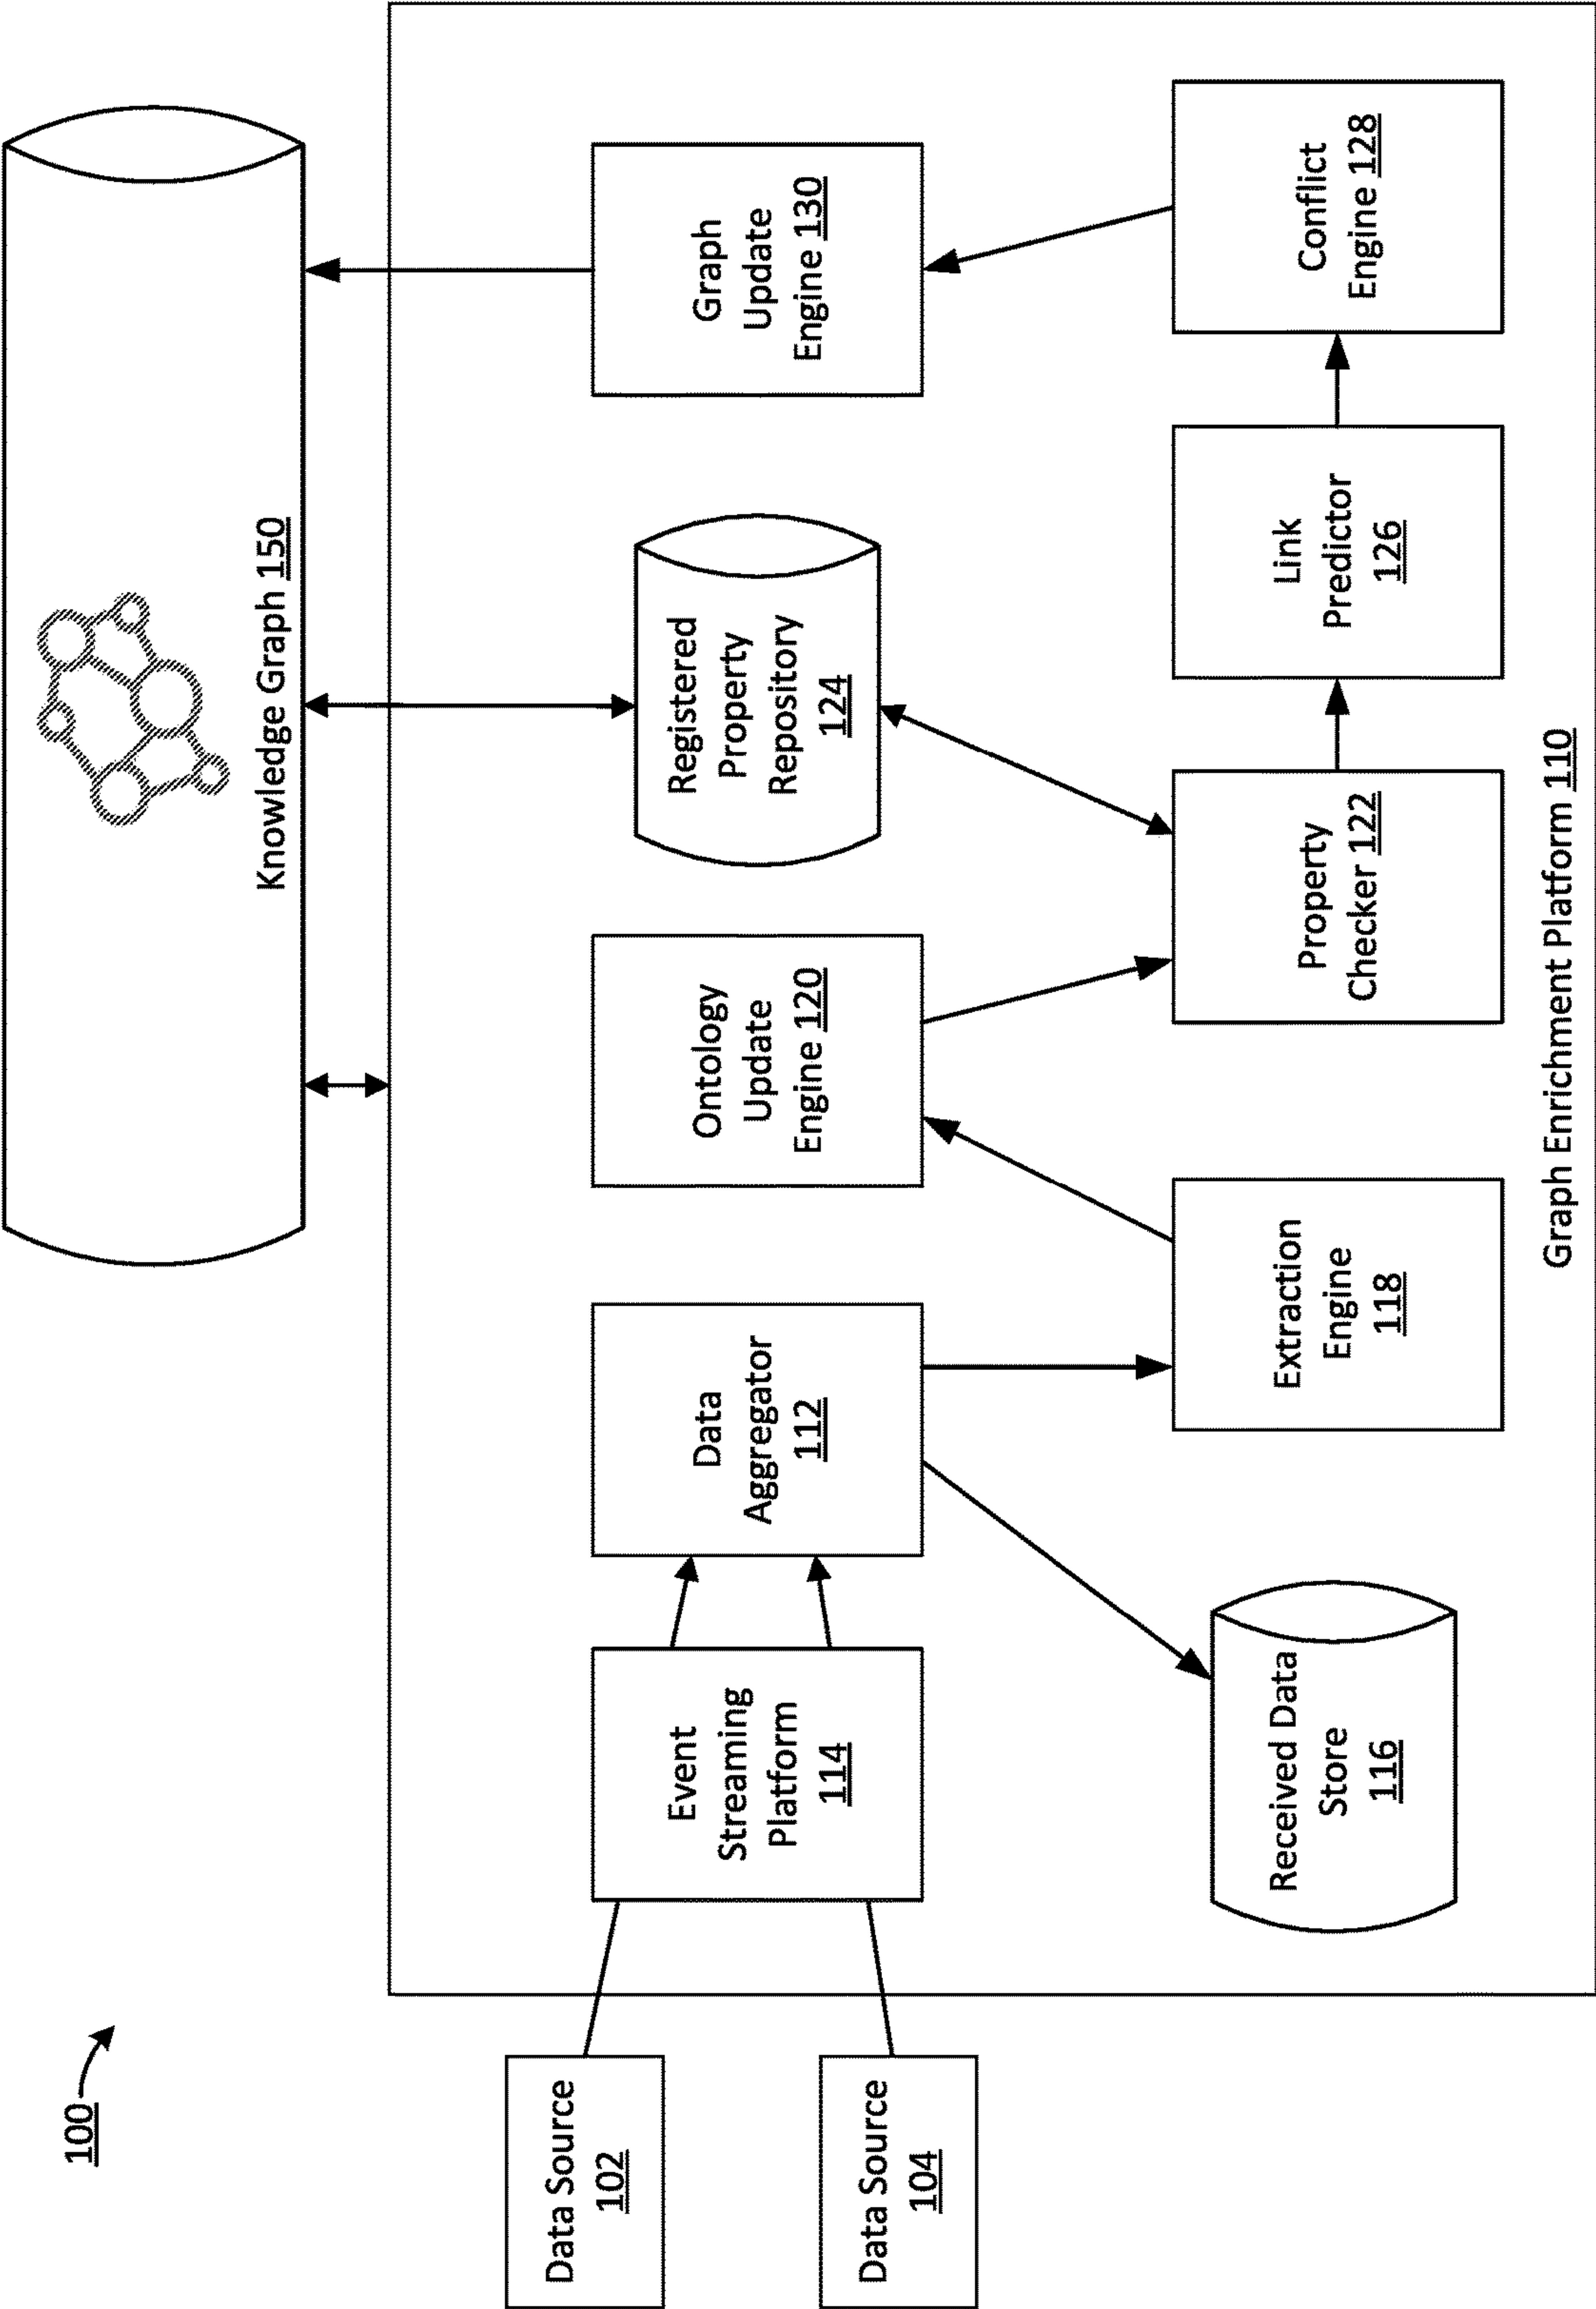 100
Knowledge Graph 150
Data Source
102
Data Source
104
Event
Streaming
Platform
114
Data
Aggregator
112
Ontology
Update
Engine 120
Registered
Property
Repository
124
Graph
Update
Engine 130
Received Data
Store
116
Extraction
Engine
118
Property
Checker 122
Link
Predictor
126
Conflict
Engine 128
Graph Enrichment Platform 110